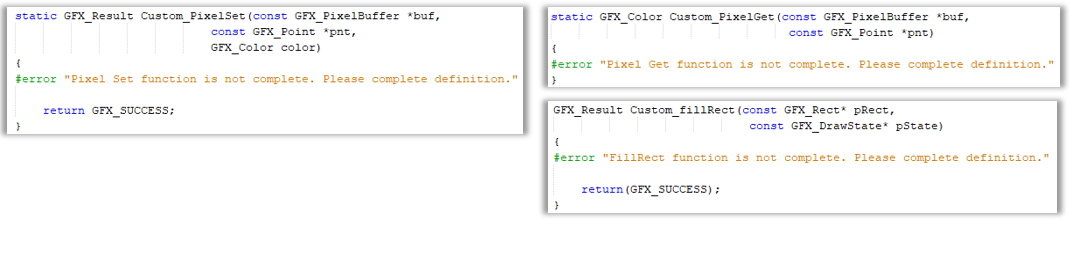 static GFX_Result Custom_PixelSet(const GFX_PixelBuffer *buf,
const GFX_Point *pnt,
GFX_Color color)
{
#error "Pixel Set function is not complete. Please complete definition."
return GFX_SUCCESS;
}
static GFX_Color Custom_PixelGet(const GFX_PixelBuffer *buf,
const GFX_Point *pnt)
{
#error "Pixel Get function is not complete. Please complete definition."
}
GFX_Result Custom_fillRect(const GFX_Rect* pRect,
const GFX_DrawState* pState)
{
#error "FillRect function is not complete. Please complete definition."
return(GFX_SUCCESS);
}